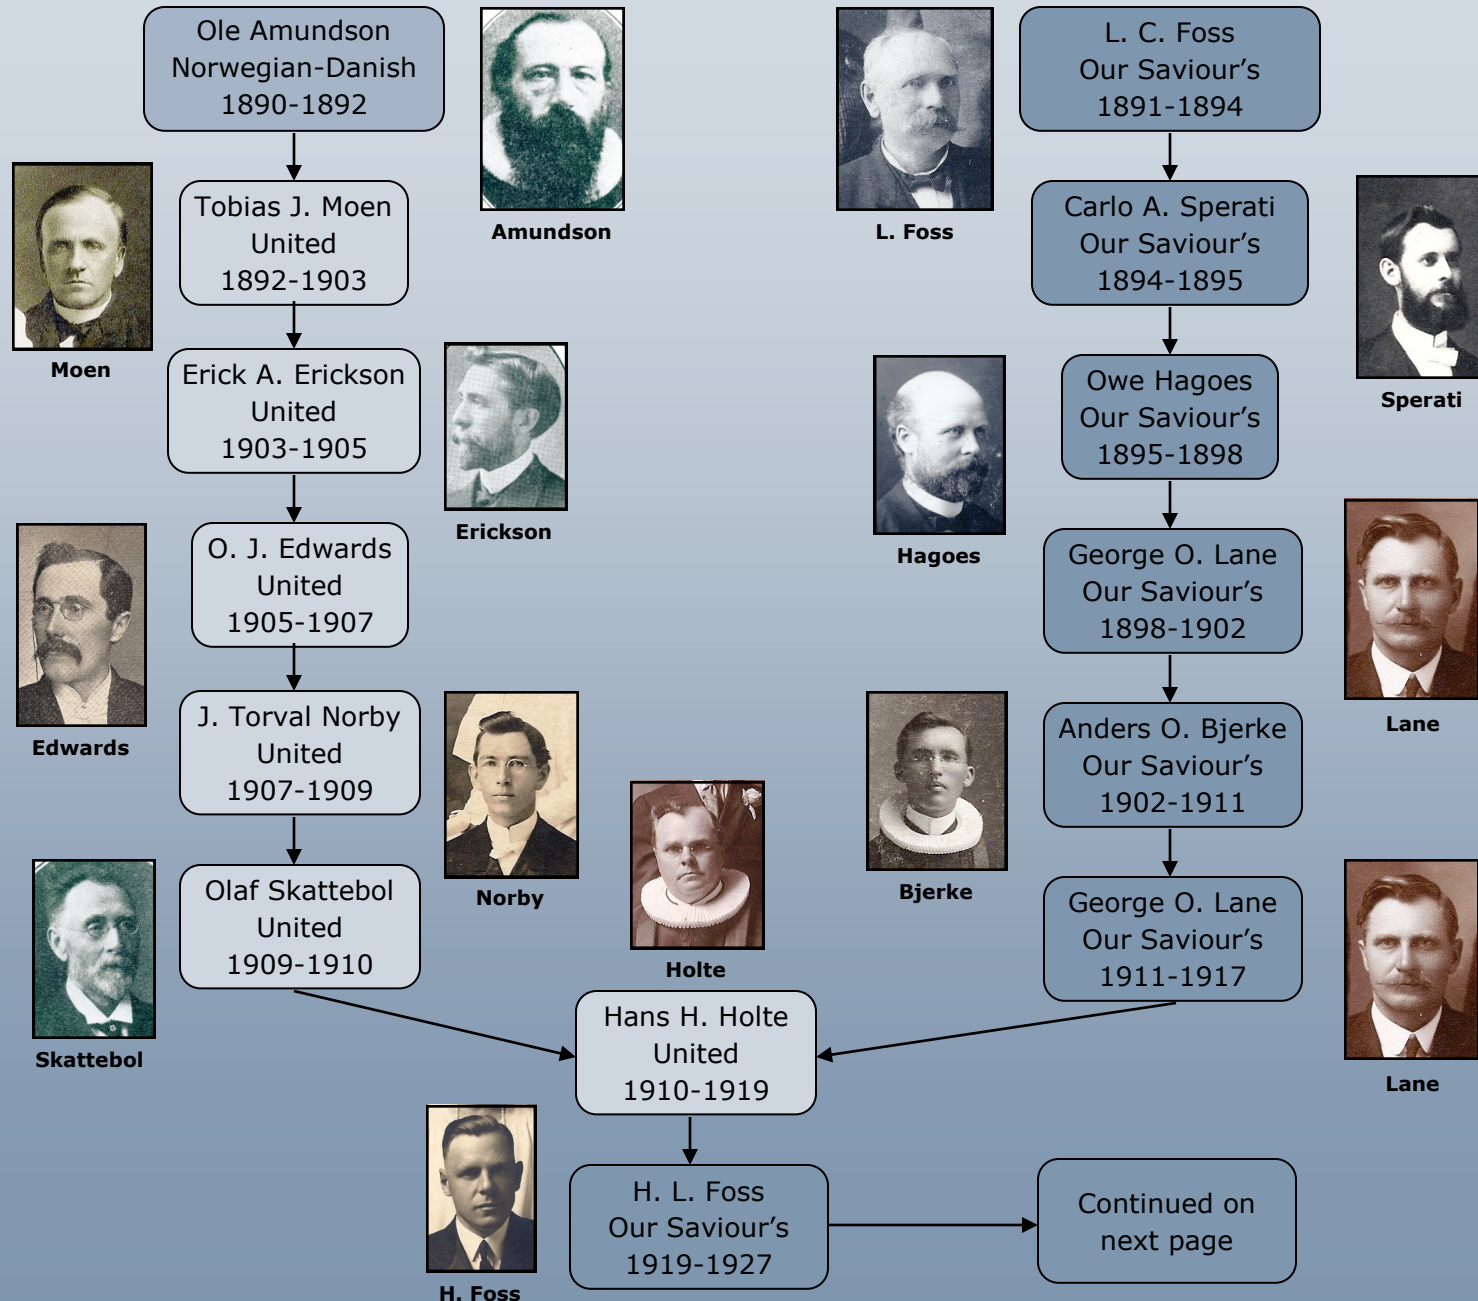 Ole Amundson
Norwegian-Danish
1890-1892
Amundson
Tobias J. Moen
United
1892-1903
Moen
Erick A. Erickson
United
1903-1905
Erickson
O. J. Edwards
United
1905-1907
Edwards
J. Torval Norby
United
1907-1909
Norby
Olaf Skattebol
United
1909-1910
Skattebol
L. C. Foss
Our Saviour’s
1891-1894
L. Foss
Carlo A. Sperati
Our Saviour’s
1894-1895
Sperati
Owe Hagoes
Our Saviour’s
1895-1898
Hagoes
George O. Lane
Our Saviour’s
1898-1902
Lane
Anders O. Bjerke
Our Saviour’s
1902-1911
Bjerke
George O. Lane
Our Saviour’s
1911-1917
Lane
Holte
Hans H. Holte
United
1910-1919
H. L. Foss
Our Saviour’s
1919-1927
H. Foss
Continued on
next page